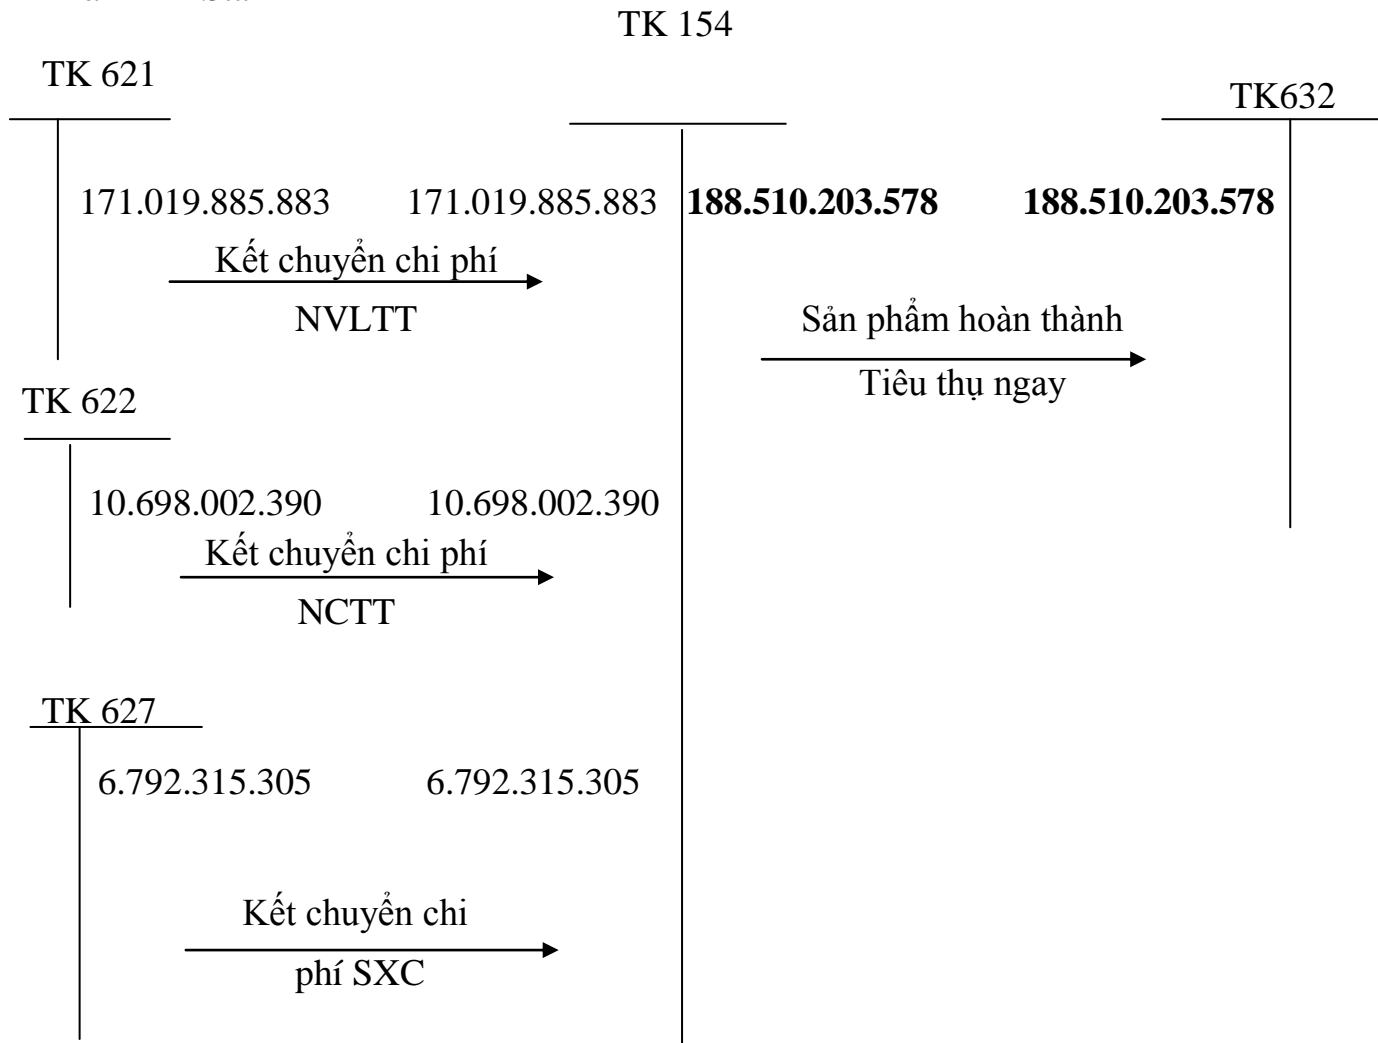 TK 154
TK 621
TK632
171.019.885.883 171.019.885.883 188.510.203.578 188.510.203.578
Kết chuyển chi phí
NVLTT
Sản phẩm hoàn thành
Tiêu thụ ngay
TK 622
10.698.002.390 10.698.002.390
Kết chuyển chi phí
NCTT
TK 627
6.792.315.305 6.792.315.305
Kết chuyển chi
phí SXC